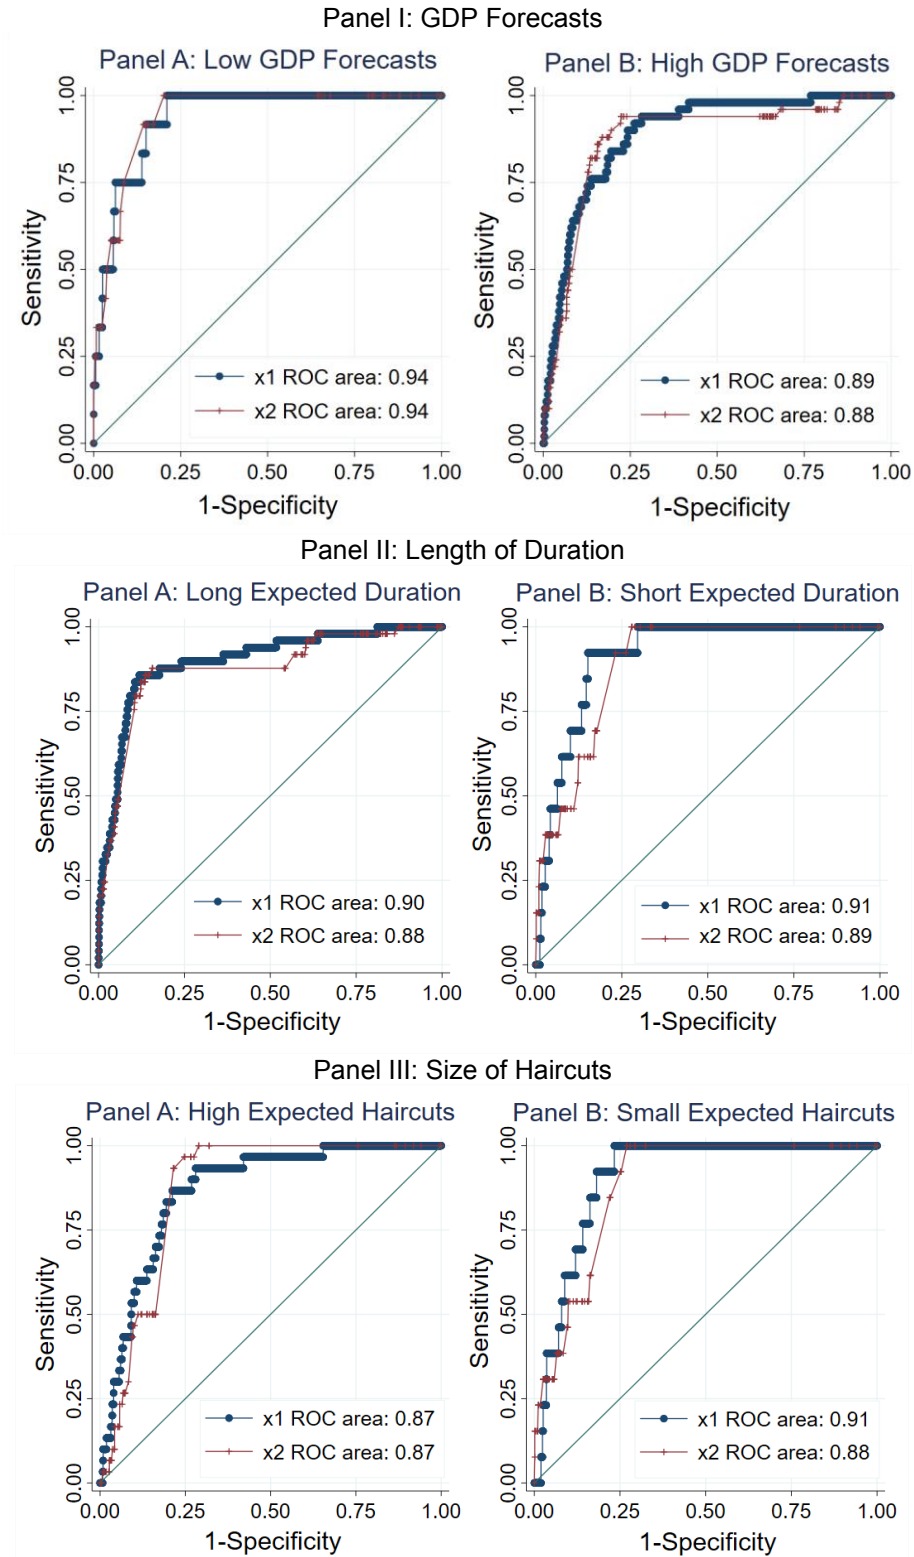 Panel I: GDP Forecasts
Panel A: Low GDP Forecasts
Sensitivity
1.00
0.75
0.50
0.25
0.00
x1 ROC area: 0.94
x2 ROC area: 0.94
0.00 0.25 0.50 0.75 1.00
1-Specificity
Panel B: High GDP Forecasts
Sensitivity
1.00
0.75
0.50
0.25
0.00
x1 ROC area: 0.89
x2 ROC area: 0.88
0.00 0.25 0.50 0.75 1.00
1-Specificity
Panel II: Length of Duration
Panel A: Long Expected Duration
Sensitivity
1.00
0.75
0.50
0.25
0.00
x1 ROC area: 0.90
x2 ROC area: 0.88
0.00 0.25 0.50 0.75 1.00
1-Specificity
Panel B: Short Expected Duration
Sensitivity
1.00
0.75
0.50
0.25
0.00
x1 ROC area: 0.91
x2 ROC area: 0.89
0.00 0.25 0.50 0.75 1.00
1-Specificity
Panel III: Size of Haircuts
Panel A: High Expected Haircuts
Sensitivity
1.00
0.75
0.50
0.25
0.00
x1 ROC area: 0.87
x2 ROC area: 0.87
0.00 0.25 0.50 0.75 1.00
1-Specificity
Panel B: Small Expected Haircuts
Sensitivity
1.00
0.75
0.50
0.25
0.00
x1 ROC area: 0.91
x2 ROC area: 0.88
0.00 0.25 0.50 0.75 1.00
1-Specificity